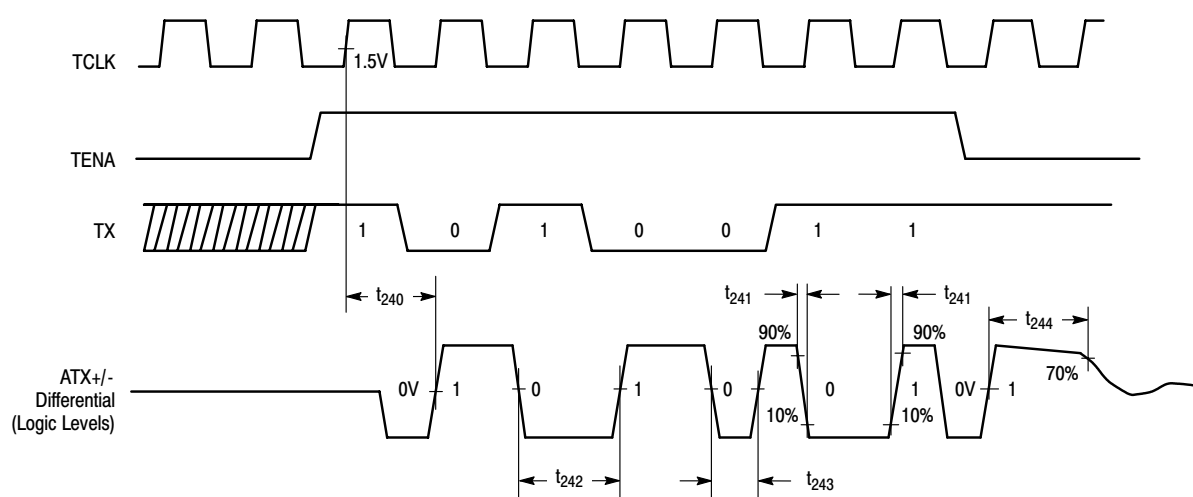 TCLK
1.5V
TENA
TX
1 0 1 0 0 1 1
t240
t241
t241
t244
90%
90%
70%
ATX+/-
Differential
(Logic Levels)
0V 1 0 1 0 0 1 0V 1
10%
10%
t242
t243